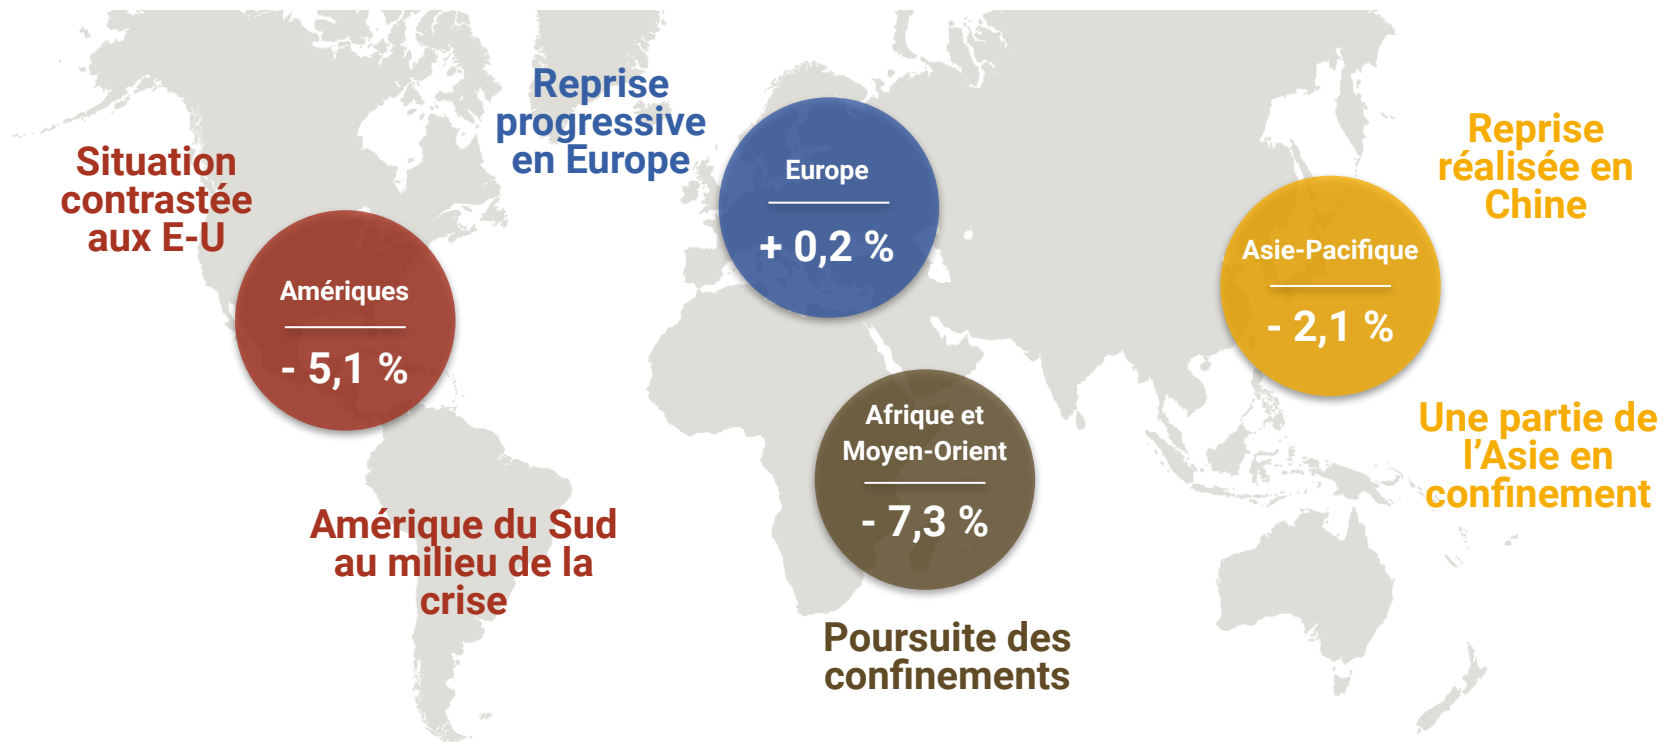 Situation
contrastée
aux E-U
Amériques
- 5,1 %
Amérique du Sud
au milieu de la
crise
Reprise
progressive
en Europe
Europe
+ 0,2 %
Afrique et
Moyen-Orient
- 7,3 %
Poursuite des
confinements
Reprise
réalisée en
Chine
Asie-Pacifique
- 2,1 %
Une partie de
l’Asie en
confinement